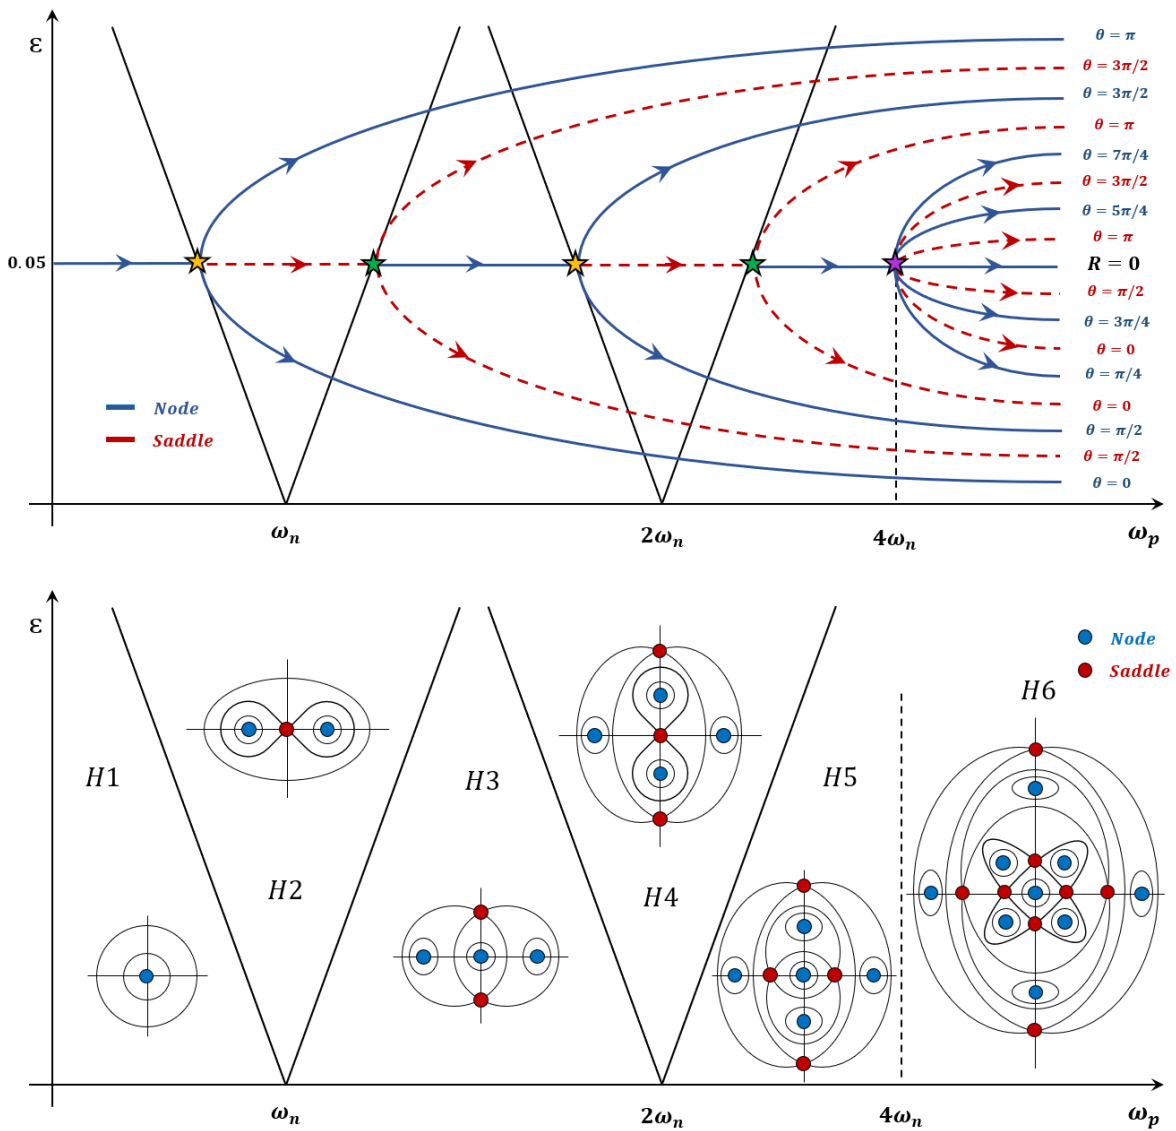 ε
θ = π
θ = 3π/2
θ = 3π/2
θ = π
θ = 7π/4
θ = 3π/2
θ = 5π/4
θ = π
0.05
R = 0
θ = π/2
θ = 3π/4
θ = 0
θ = π/4
Node
θ = 0
θ = π/2
Saddle
θ = π/2
θ = 0
ωₙ
2ωₙ
4ωₙ
ωₚ
ε
Node
Saddle
H6
H1
H3
H5
H2
H4
ωₙ
2ωₙ
4ωₙ
ωₚ